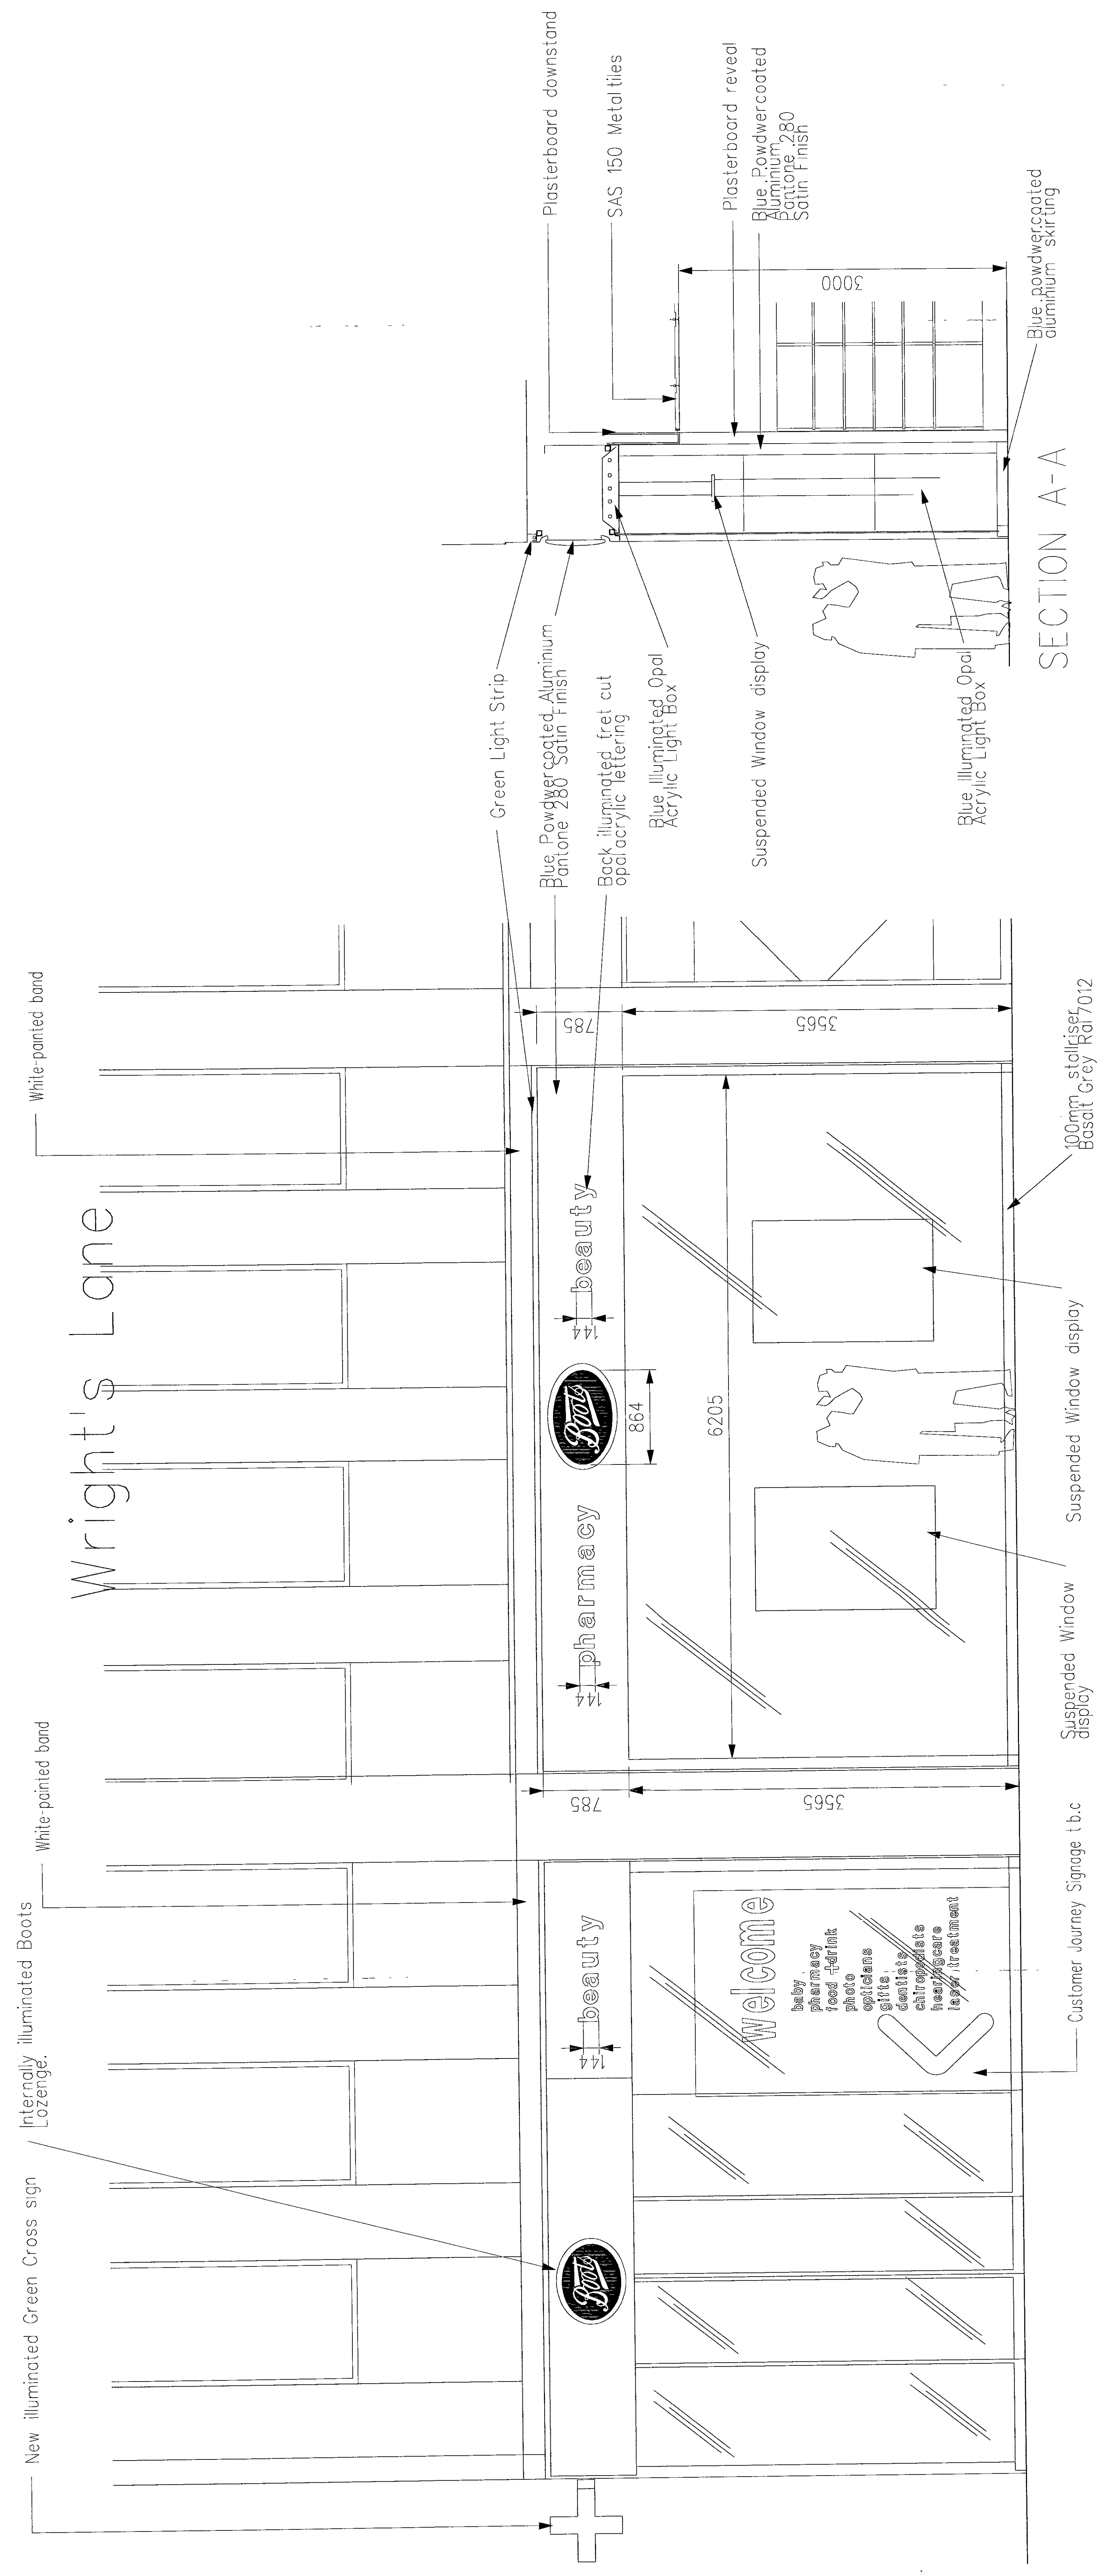 New illuminated Green Cross sign
Internally illuminated Boots
Lozenge.
White-painted band
Wright's Lane
White-painted band
Boots
144
beauty
785
3565
welcome
baby
pharmacy
food +drink
photo
opticians
gifts
dentists
chiropodists
hearingcare
laser treatment
Customer Journey Signage t.b.c
144
pharmacy
Boots
864
144
beauty
6205
785
3565
Suspended Window
display
Suspended Window display
100mm stallriser
Basalt Grey Ral 7012
Green Light Strip
Blue Powdwercoated Aluminium
Pantone 280 Satin Finish
Back illuminated fret cut
opal acrylic lettering
Blue Illuminated Opal
Acrylic Light Box
Suspended Window display
Blue Illuminated Opal
Acrylic Light Box
Plasterboard downstand
SAS 150 Metal tiles
Plasterboard reveal
Blue Powdwercoated
Aluminium
Pantone 280
Satin Finish
3000
Blue powdwercoated
aluminium skirting
SECTION A-A